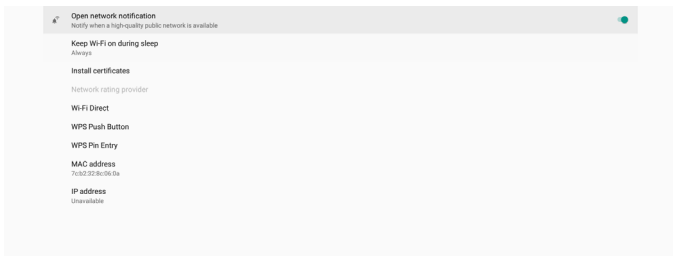 Open network notification
Notify when a high-quality public network is available
Keep Wi-Fi on during sleep
Always
Install certificates
Network rating provider
Wi-Fi Direct
WPS Push Button
WPS Pin Entry
MAC address
7c:b2:32:8c:06:0a
IP address
Unavailable